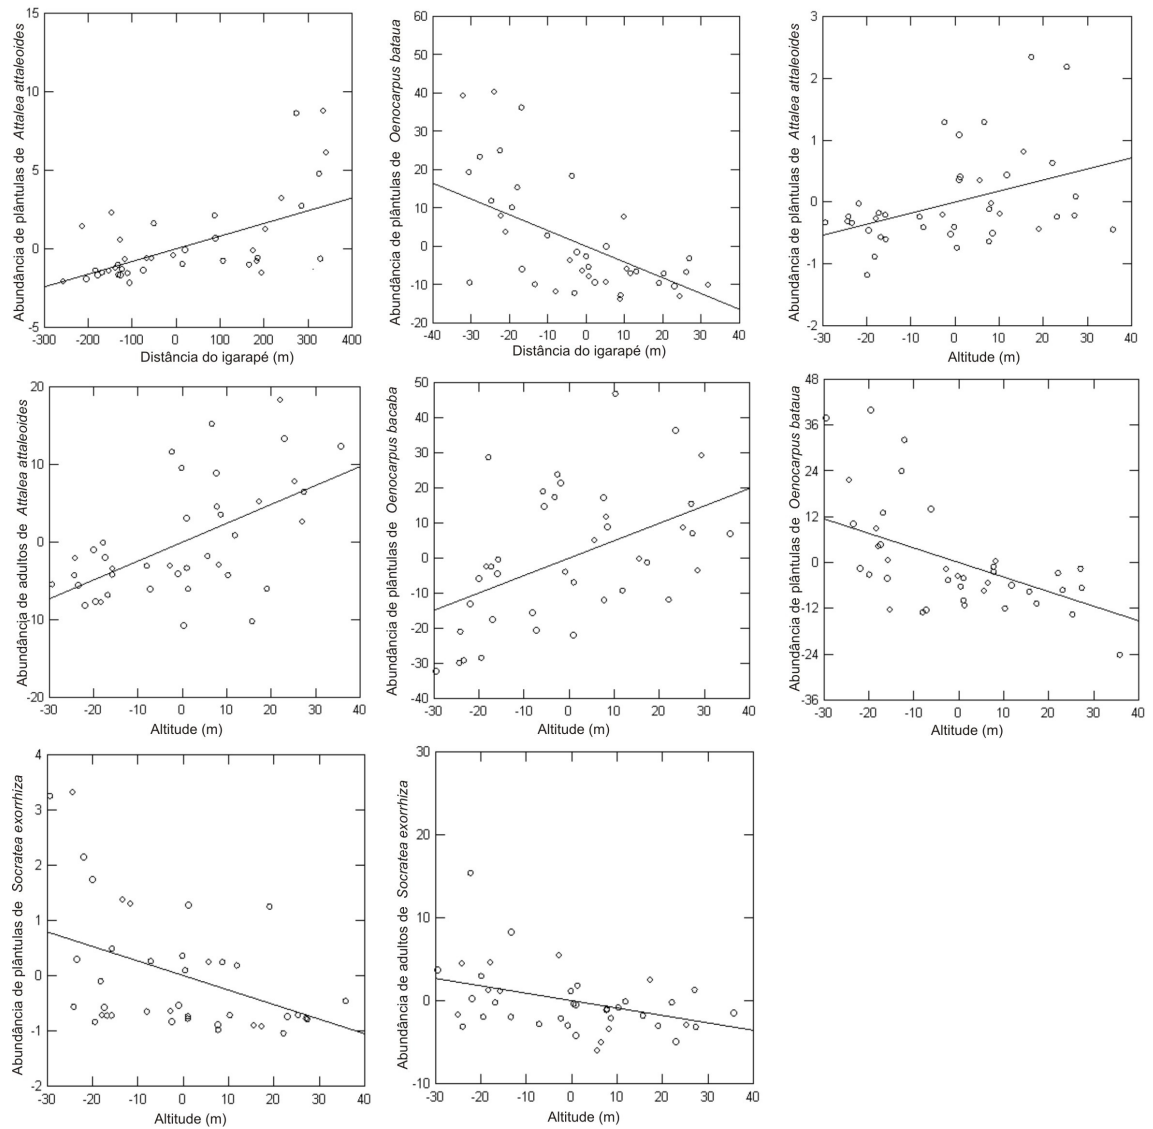 15
10
5
0
-5
-300 -200 -100 0 100 200 300 400
Distância do igarapé (m)
Abundância de plântulas de Attalea attaleoides
60
50
40
30
20
10
0
-10
-20
-40 -30 -20 -10 0 10 20 30 40
Distância do igarapé (m)
Abundância de plântulas de Oenocarpus bataua
3
2
1
0
-1
-2
-30 -20 -10 0 10 20 30 40
Altitude (m)
Abundância de plântulas de Attalea attaleoides
20
10
0
10
-20
-30 -20 -10 0 10 20 30 40
Altitude (m)
Abundância de adultos de Attalea attaleoides
50
40
30
20
10
0
-10
-20
-30
-40
-30 -20 -10 0 10 20 30 40
Altitude (m)
Abundância de plântulas de Oenocarpus bacaba
48
36
24
12
0
-12
-24
-36
-30 -20 -10 0 10 20 30 40
Altitude (m)
Abundância de plântulas de Oenocarpus bataua
4
3
2
1
0
-1
-2
-30 -20 -10 0 10 20 30 40
Altitude (m)
Abundância de plântulas de Socratea exorrhiza
30
20
10
0
-10
-30 -20 -10 0 10 20 30 40
Altitude (m)
Abundância de adultos de Socratea exorrhiza